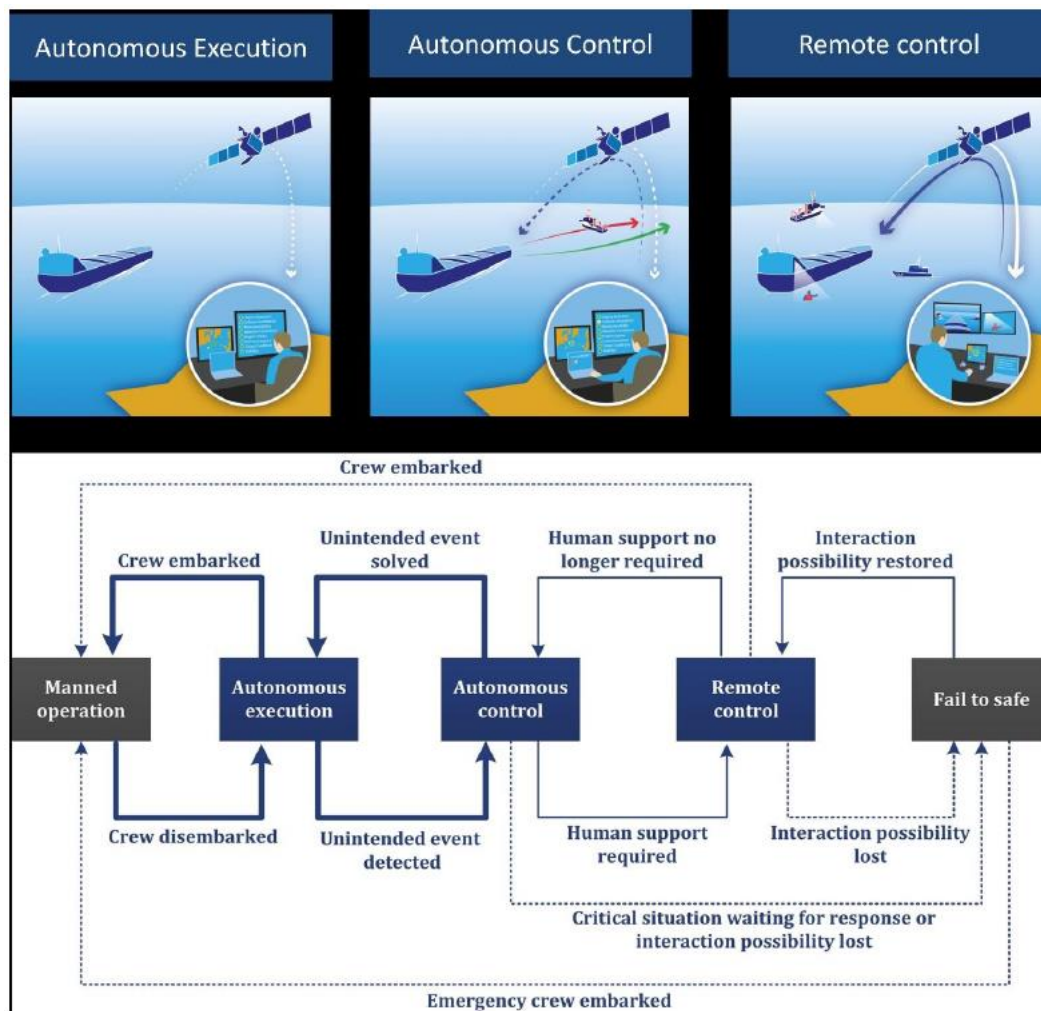 Autonomous Execution
Autonomous Control
Remote control
Crew embarked
Crew embarked
Unintended event
solved
Human support no
longer required
Interaction
possibility restored
Manned
operation
Autonomous
execution
Autonomous
control
Remote
control
Fail to safe
Crew disembarked
Unintended event
detected
Human support
required
Interaction possibility
lost
Critical situation waiting for response or
interaction possibility lost
Emergency crew embarked